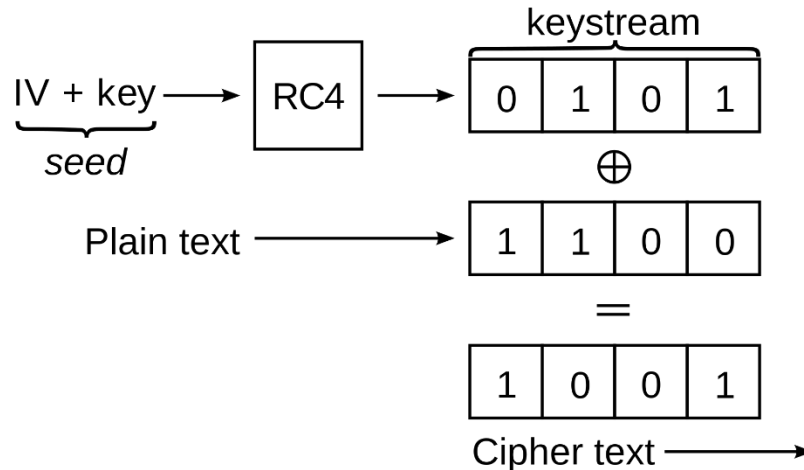 keystream
IV + key
RC4
0 1 0 1
seed
⊕
Plain text
1 1 0 0
=
1 0 0 1
Cipher text